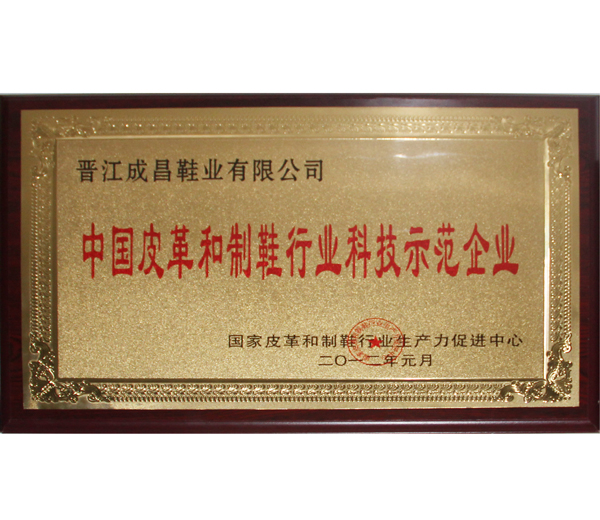 晋江成昌鞋业有限公司
中国皮革和制鞋行业科技示范企业
国家皮革和制鞋行业生产力促进中心
二〇一二年元月